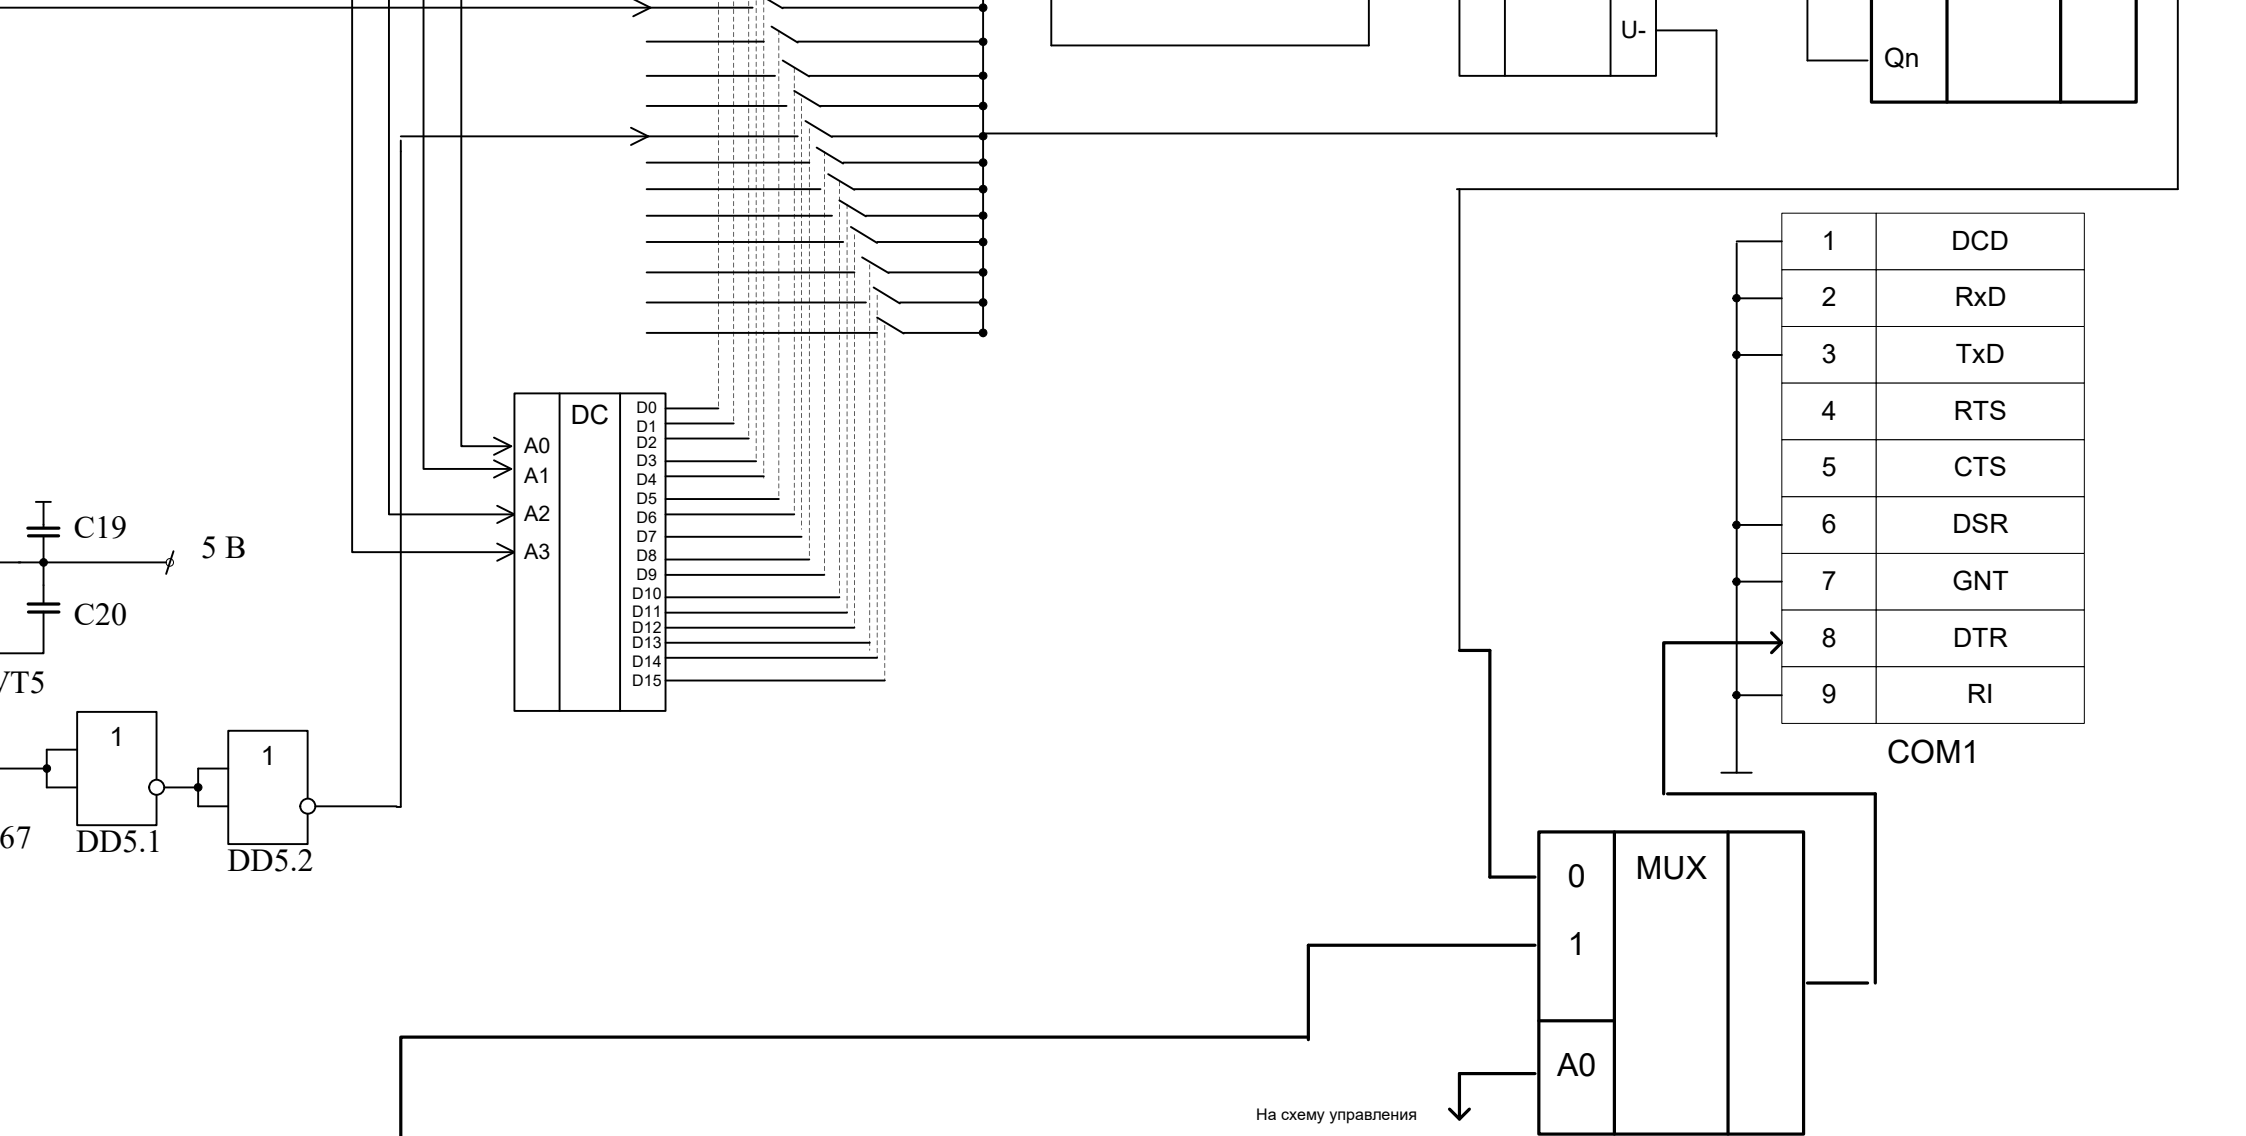 U-
Qn
1 DCD
2 RxD
3 TxD
4 RTS
5 CTS
6 DSR
7 GNT
8 DTR
9 RI
COM1
DC
A0
A1
A2
A3
D0
D1
D2
D3
D4
D5
D6
D7
D8
D9
D10
D11
D12
D13
D14
D15
C19
5 В
C20
VT5
1
DD5.1
1
DD5.2
67
MUX
0
1
A0
На схему управления